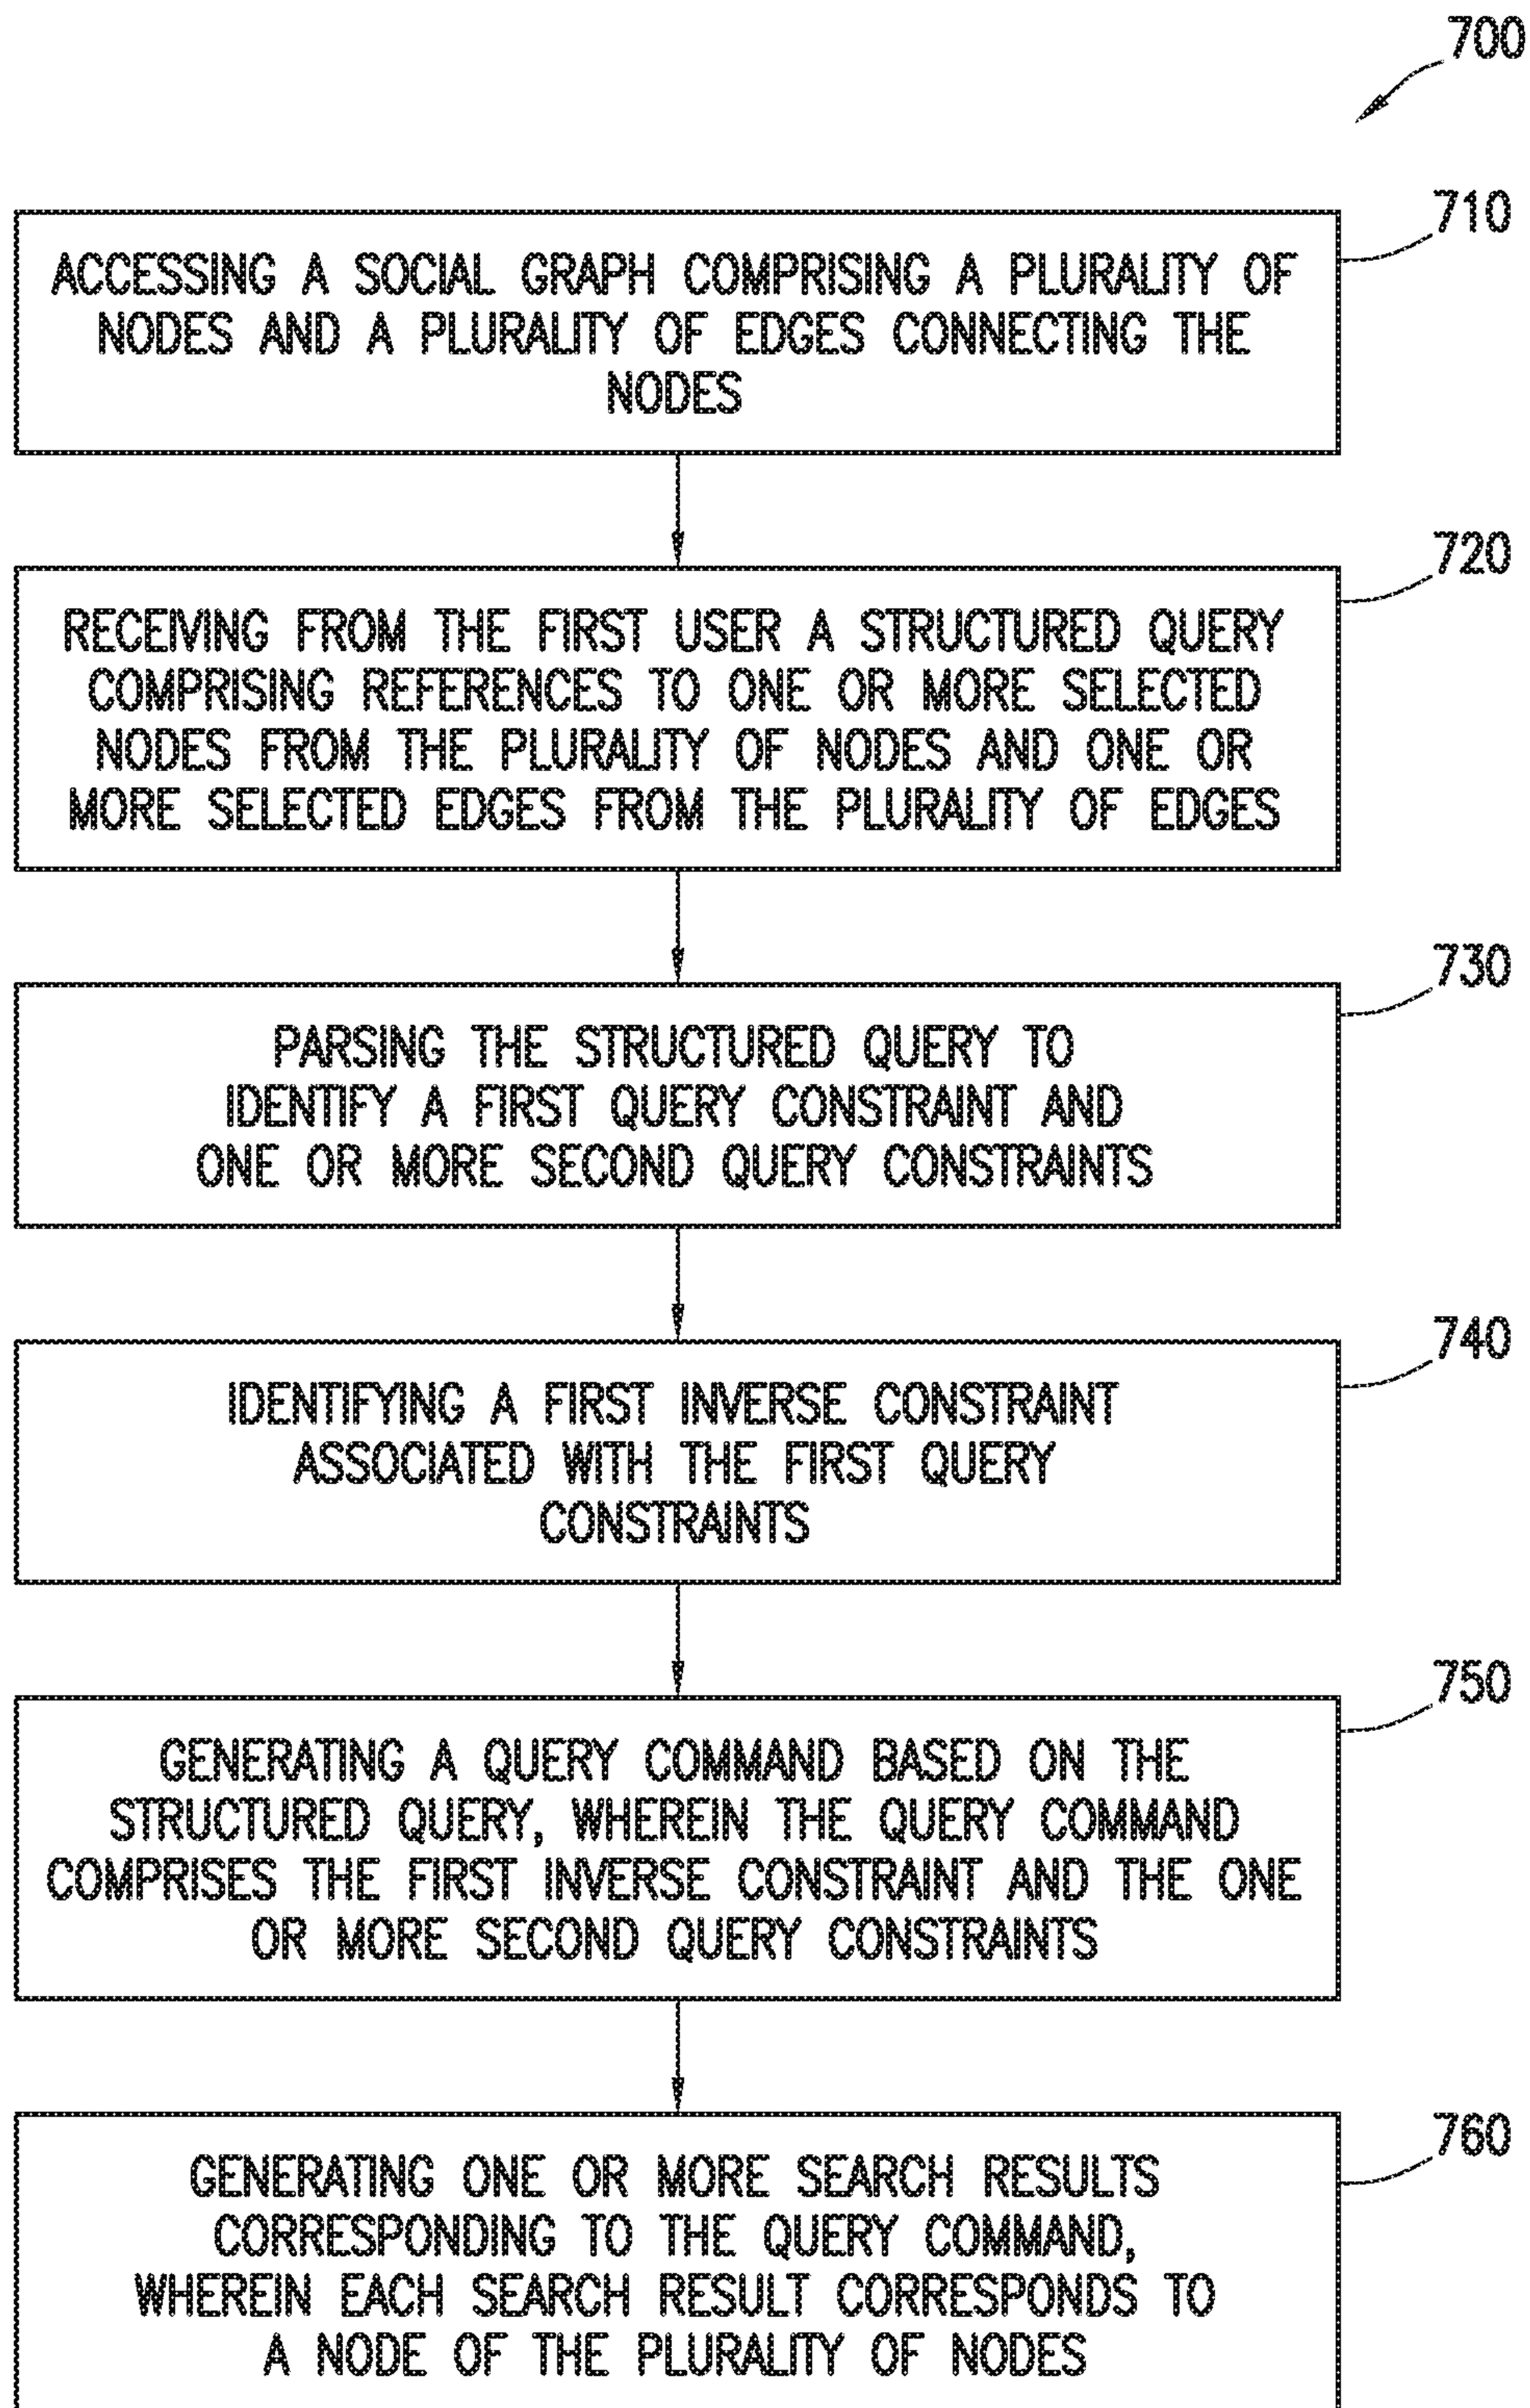 700
710
ACCESSING A SOCIAL GRAPH COMPRISING A PLURALITY OF
NODES AND A PLURALITY OF EDGES CONNECTING THE
NODES
720
RECEIVING FROM THE FIRST USER A STRUCTURED QUERY
COMPRISING REFERENCES TO ONE OR MORE SELECTED
NODES FROM THE PLURALITY OF NODES AND ONE OR
MORE SELECTED EDGES FROM THE PLURALITY OF EDGES
730
PARSING THE STRUCTURED QUERY TO
IDENTIFY A FIRST QUERY CONSTRAINT AND
ONE OR MORE SECOND QUERY CONSTRAINTS
740
IDENTIFYING A FIRST INVERSE CONSTRAINT
ASSOCIATED WITH THE FIRST QUERY
CONSTRAINTS
750
GENERATING A QUERY COMMAND BASED ON THE
STRUCTURED QUERY, WHEREIN THE QUERY COMMAND
COMPRISES THE FIRST INVERSE CONSTRAINT AND THE ONE
OR MORE SECOND QUERY CONSTRAINTS
760
GENERATING ONE OR MORE SEARCH RESULTS
CORRESPONDING TO THE QUERY COMMAND,
WHEREIN EACH SEARCH RESULT CORRESPONDS TO
A NODE OF THE PLURALITY OF NODES